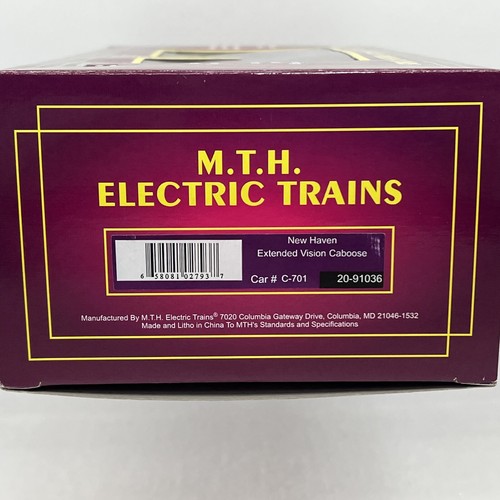 M.T.H.
ELECTRIC TRAINS
New Haven
Extended Vision Caboose
6 58081 02793 7
Car # C-701 20-91036
Manufactured By M.T.H. Electric Trains® 7020 Columbia Gateway Drive, Columbia, MD 21046-1532
Made and Litho in China To MTH's Standards and Specifications